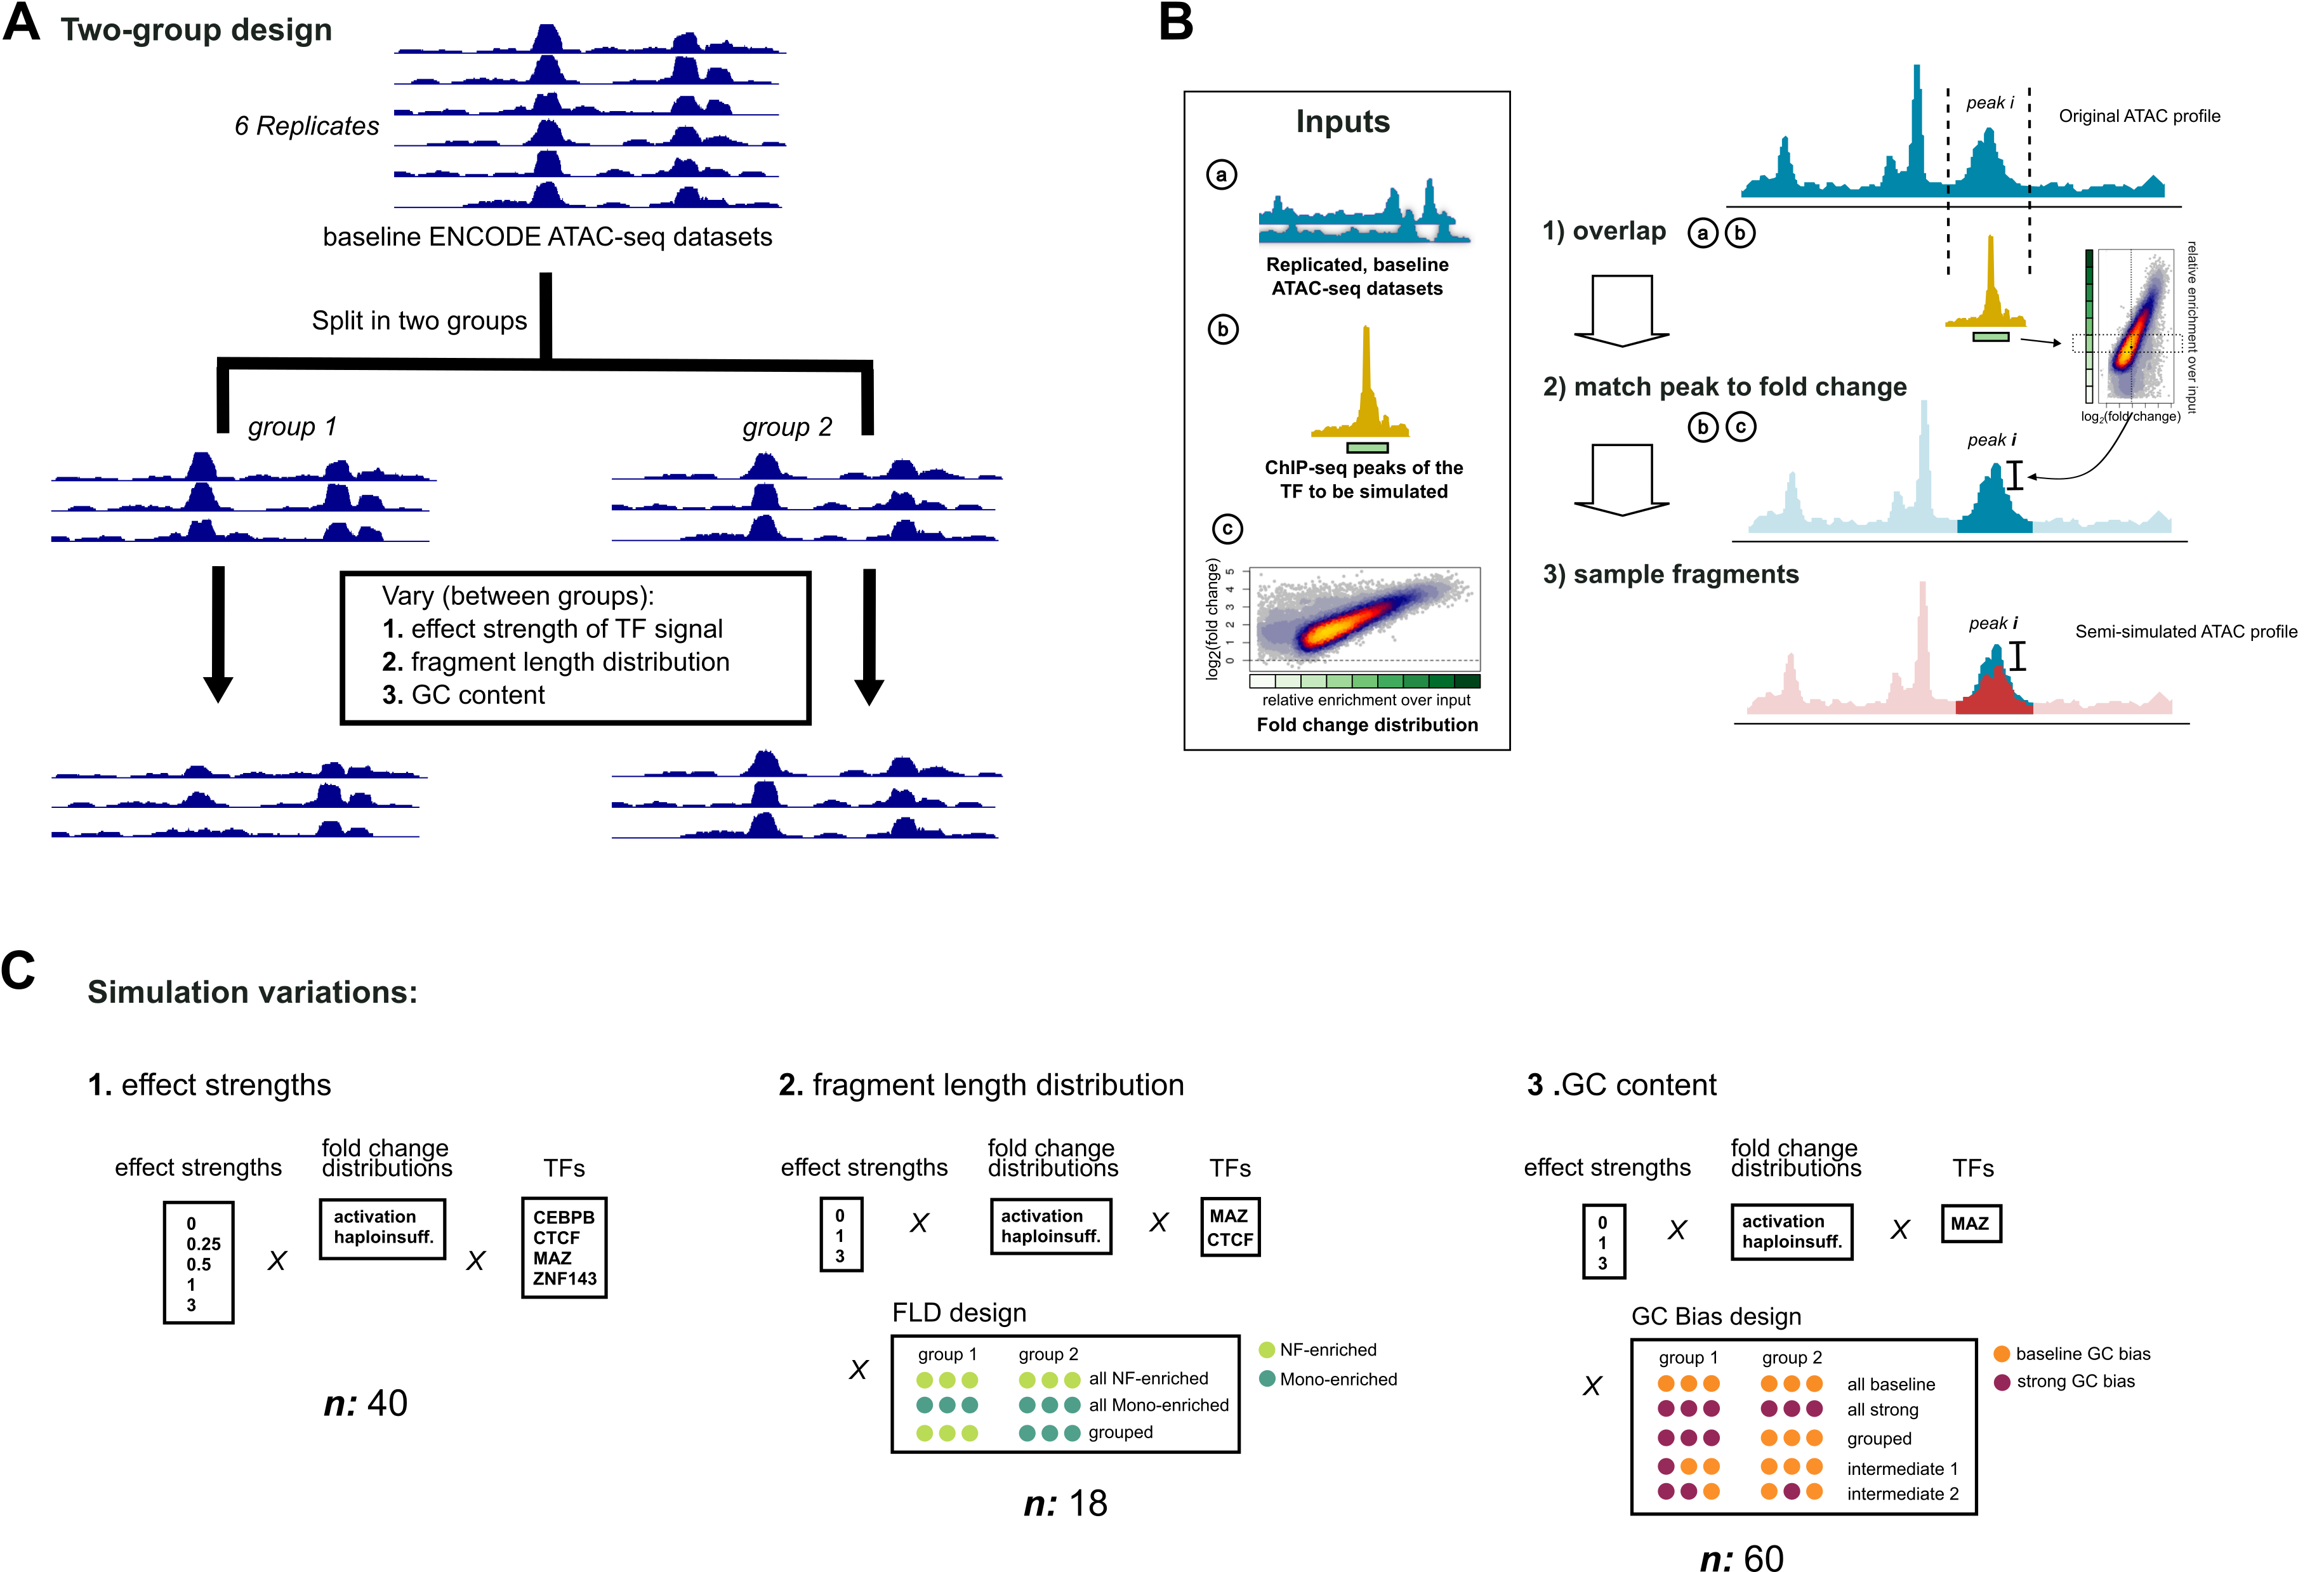 A Two-group design
6 Replicates
baseline ENCODE ATAC-seq datasets
Split in two groups
group 1
group 2
Vary (between groups):
1. effect strength of TF signal
2. fragment length distribution
3. GC content
B
Inputs
a
Replicated, baseline
ATAC-seq datasets
b
ChIP-seq peaks of the
TF to be simulated
c
log2(fold change)
0 1 2 3 4 5
relative enrichment over input
Fold change distribution
peak i
Original ATAC profile
1) overlap a b
relative enrichment over input
log2(fold change)
2) match peak to fold change
b c
peak i
3) sample fragments
peak i
Semi-simulated ATAC profile
C
Simulation variations:
1. effect strengths
effect strengths
0
0.25
0.5
1
3
X
fold change
distributions
activation
haploinsuff.
X
TFs
CEBPB
CTCF
MAZ
ZNF143
n: 40
2. fragment length distribution
effect strengths
0
1
3
X
fold change
distributions
activation
haploinsuff.
X
TFs
MAZ
CTCF
X
FLD design
group 1 group 2
all NF-enriched
all Mono-enriched
grouped
NF-enriched
Mono-enriched
n: 18
3 .GC content
effect strengths
0
1
3
X
fold change
distributions
activation
haploinsuff.
X
TFs
MAZ
X
GC Bias design
group 1 group 2
all baseline
all strong
grouped
intermediate 1
intermediate 2
baseline GC bias
strong GC bias
n: 60